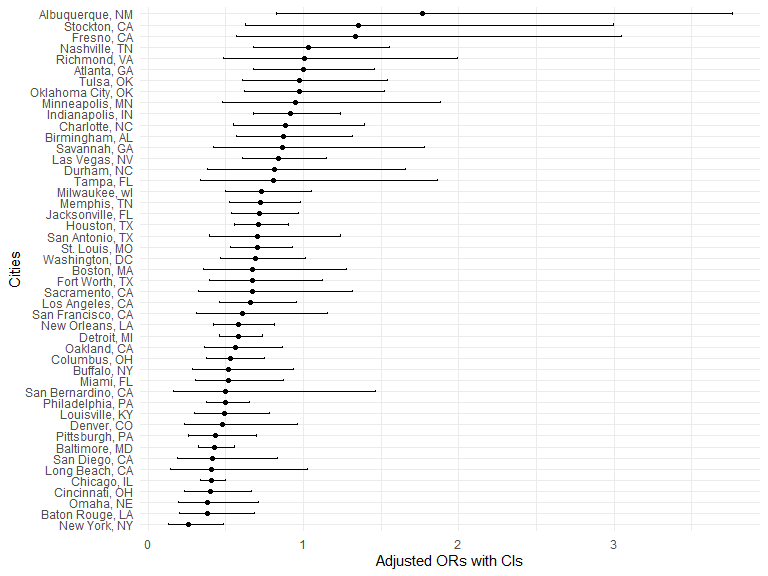 Albuquerque, NM
Stockton, CA
Fresno, CA
Nashville, TN
Richmond, VA
Atlanta, GA
Tulsa, OK
Oklahoma City, OK
Minneapolis, MN
Indianapolis, IN
Charlotte, NC
Birmingham, AL
Savannah, GA
Las Vegas, NV
Durham, NC
Tampa, FL
Milwaukee, wI
Memphis, TN
Jacksonville, FL
Houston, TX
San Antonio, TX
St. Louis, MO
Washington, DC
Boston, MA
Fort Worth, TX
Sacramento, CA
Los Angeles, CA
San Francisco, CA
New Orleans, LA
Detroit, MI
Oakland, CA
Columbus, OH
Buffalo, NY
Miami, FL
San Bernardino, CA
Philadelphia, PA
Louisville, KY
Denver, CO
Pittsburgh, PA
Baltimore, MD
San Diego, CA
Long Beach, CA
Chicago, IL
Cincinnati, OH
Omaha, NE
Baton Rouge, LA
New York, NY
Cities
0 1 2 3
Adjusted ORs with CIs